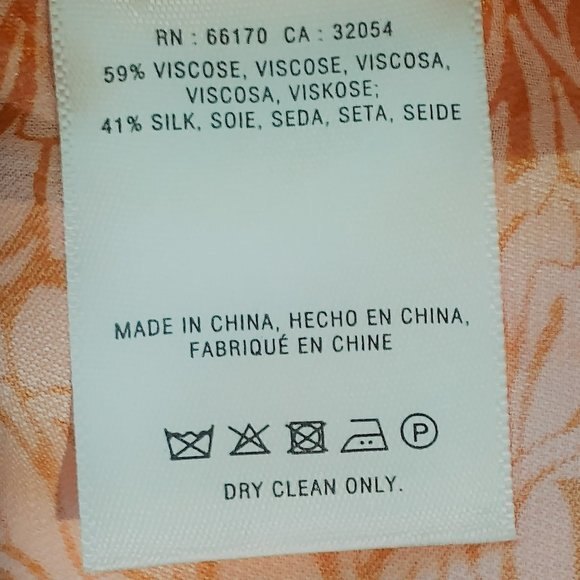 RN : 66170 CA : 32054
59% VISCOSE, VISCOSE, VISCOSA,
VISCOSA, VISKOSE;
41% SILK, SOIE, SEDA, SETA, SEIDE
MADE IN CHINA, HECHO EN CHINA,
FABRIQUÉ EN CHINE
P
DRY CLEAN ONLY.